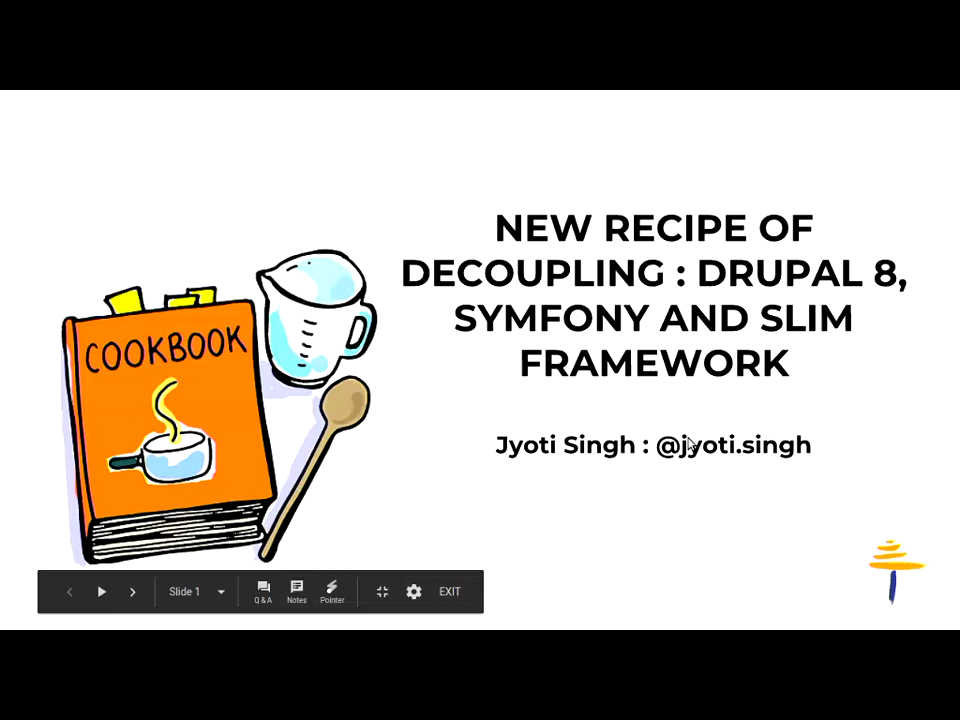 NEW RECIPE OF
DECOUPLING : DRUPAL 8,
SYMFONY AND SLIM
FRAMEWORK
COOKBOOK
Jyoti Singh : @jyoti.singh
Slide 1
Q & A
Notes
Pointer
EXIT